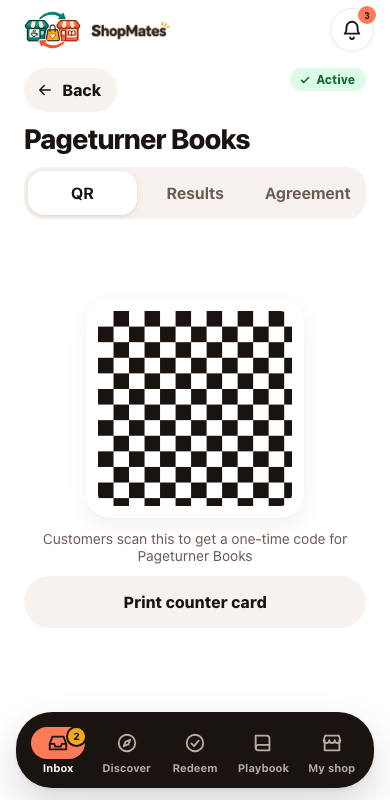 ShopMates
3
Back
Active
Pageturner Books
QR
Results
Agreement
Customers scan this to get a one-time code for
Pageturner Books
Print counter card
2
Inbox
Discover
Redeem
Playbook
My shop